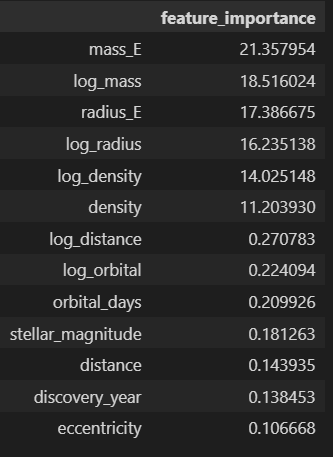 feature_importance
mass_E 21.357954
log_mass 18.516024
radius_E 17.386675
log_radius 16.235138
log_density 14.025148
density 11.203930
log_distance 0.270783
log_orbital 0.224094
orbital_days 0.209926
stellar_magnitude 0.181263
distance 0.143935
discovery_year 0.138453
eccentricity 0.106668